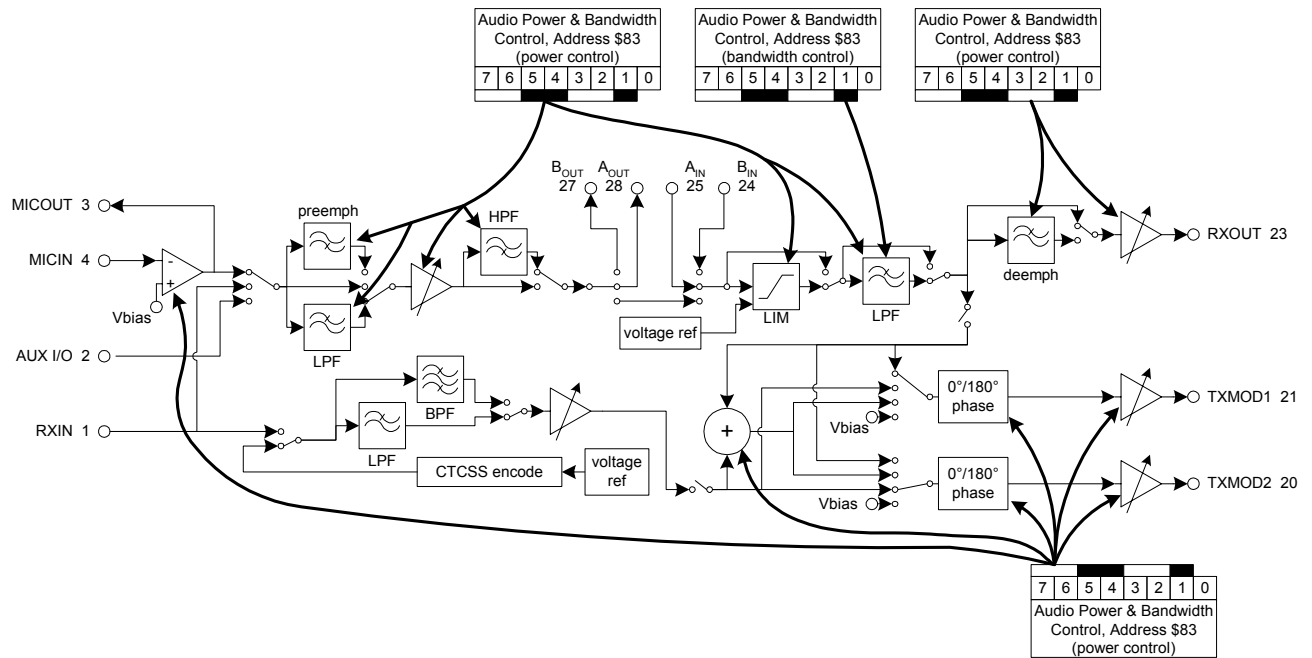 Audio Power & Bandwidth
Control, Address $83
(power control)
7 6 5 4 3 2 1 0
Audio Power & Bandwidth
Control, Address $83
(bandwidth control)
7 6 5 4 3 2 1 0
Audio Power & Bandwidth
Control, Address $83
(power control)
7 6 5 4 3 2 1 0
BOUT AOUT AIN BIN
27 28 25 24
MICOUT 3
preemph
HPF
MICIN 4
RXOUT 23
deemph
Vbias
LIM
LPF
voltage ref
AUX I/O 2
LPF
BPF
0°/180°
phase
TXMOD1 21
Vbias
RXIN 1
+
LPF
CTCSS encode
voltage
ref
0°/180°
phase
TXMOD2 20
Vbias
7 6 5 4 3 2 1 0
Audio Power & Bandwidth
Control, Address $83
(power control)